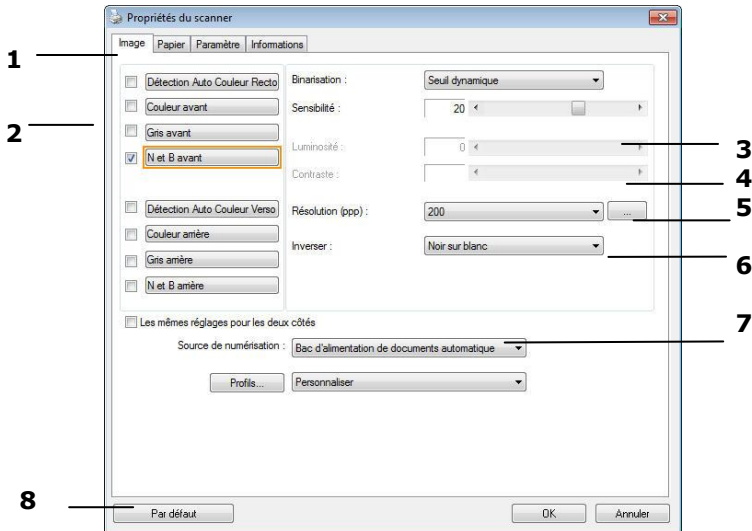 Propriétés du scanner
Image Papier Paramètre Informations
1
Détection Auto Couleur Recto
Binarisation :
Seuil dynamique
Couleur avant
Sensibilité :
20
2
Gris avant
N et B avant
Luminosité :
0
3
Contraste :
4
Détection Auto Couleur Verso
Résolution (ppp) :
200
...
5
Couleur arrière
Inverser :
Noir sur blanc
6
Gris arrière
N et B arrière
Les mêmes réglages pour les deux côtés
7
Source de numérisation :
Bac d'alimentation de documents automatique
Profils...
Personnaliser
8
Par défaut
OK
Annuler